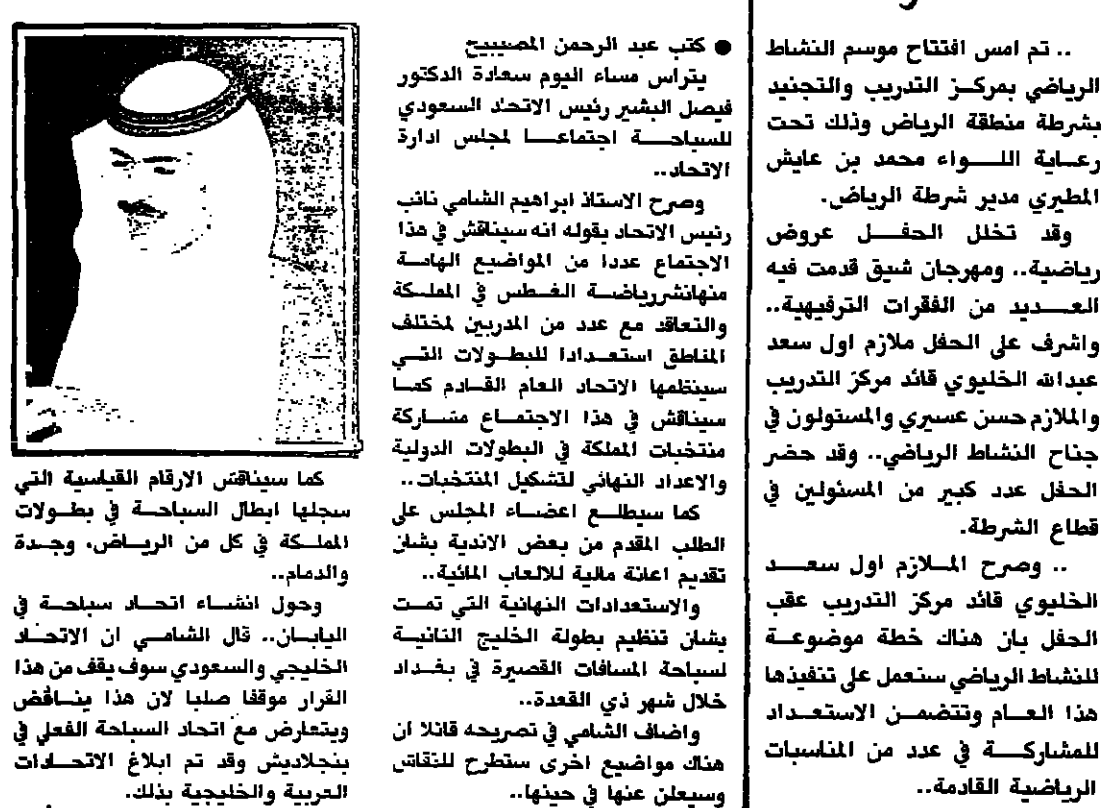 .. تم امس افتتاح موسم النشاط
الرياضي بمركز التدريب والتجنيد
بشرطة منطقة الرياض وذلك تحت
رعاية اللواء محمد بن عايش
المطيري مدير شرطة الرياض.
وقد تخلل الحفل عروض
رياضية.. ومهرجان شيق قدمت فيه
العديد من الفقرات الترفيهية..
واشرف على الحفل ملازم اول سعد
عبدالله الخليوي قائد مركز التدريب
والملازم حسن عسيري والمسئولون في
جناح النشاط الرياضي.. وقد حضر
الحفل عدد كبير من المسئولين في
قطاع الشرطة.
.. وصرح الملازم اول سعد
الخليوي قائد مركز التدريب عقب
الحفل بان هناك خطة موضوعة
للنشاط الرياضي سنعمل على تنفيذها
هذا العام وتتضمن الاستعداد
للمشاركة في عدد من المناسبات
الرياضية القادمة..
● كتب عبد الرحمن المصيبيح
يتراس مساء اليوم سعادة الدكتور
فيصل البشير رئيس الاتحاد السعودي
للسباحة اجتماعا لمجلس ادارة
الاتحاد..
وصرح الاستاذ ابراهيم الشامي نائب
رئيس الاتحاد بقوله انه سيناقش في هذا
الاجتماع عددا من المواضيع الهامة
منهانشررياضة الغطس في المملكة
والتعاقد مع عدد من المدربين لمختلف
المناطق استعدادا للبطولات التي
سينظمها الاتحاد العام القادم كما
سيناقش في هذا الاجتماع مشاركة
منتخبات المملكة في البطولات الدولية
والاعداد النهائي لتشكيل المنتخبات..
كما سيطلع اعضاء المجلس على
الطلب المقدم من بعض الاندية بشان
تقديم اعانة مالية للالعاب المائية..
والاستعدادات النهائية التي تمت
بشان تنظيم بطولة الخليج الثانية
لسباحة المسافات القصيرة في بغداد
خلال شهر ذي القعدة..
واضاف الشامي في تصريحه قائلا ان
هناك مواضيع اخرى ستطرح للنقاش
وسيعلن عنها في حينها..
كما سيناقش الارقام القياسية التي
سجلها ابطال السباحة في بطولات
المملكة في كل من الرياض، وجدة
والدمام..
وحول انشاء اتحاد سباحة في
اليابان.. قال الشامي ان الاتحاد
الخليجي والسعودي سوف يقف من هذا
القرار موقفا صلبا لان هذا يناقض
ويتعارض مع اتحاد السباحة الفعلي في
بنجلاديش وقد تم ابلاغ الاتحادات
العربية والخليجية بذلك.